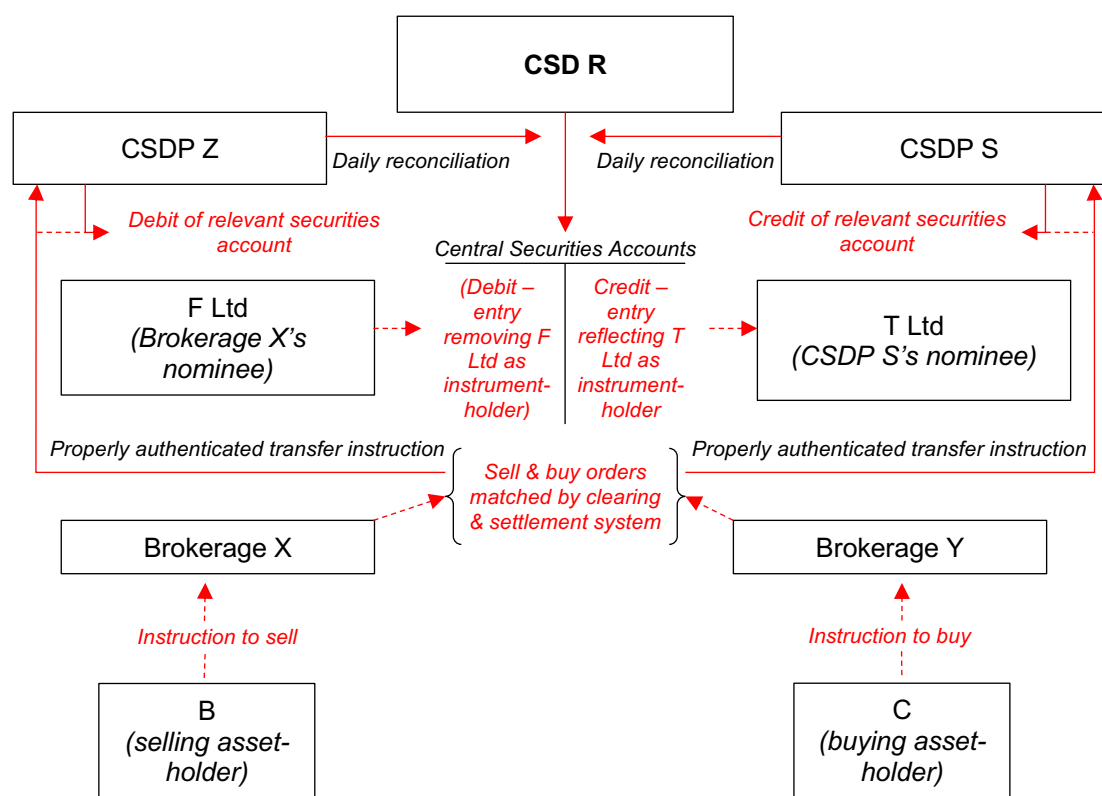 CSD R
CSDP Z
CSDP S
Daily reconciliation
Daily reconciliation
Debit of relevant securities
account
Credit of relevant securities
account
Central Securities Accounts
F Ltd
(Brokerage X’s
nominee)
(Debit –
entry
removing F
Ltd as
instrument-
holder)
Credit –
entry
reflecting T
Ltd as
instrument-
holder
T Ltd
(CSDP S’s
nominee)
Properly authenticated transfer instruction
Properly authenticated transfer instruction
Sell & buy orders
matched by clearing
& settlement system
Brokerage X
Brokerage Y
Instruction to sell
Instruction to buy
B
(selling asset-
holder)
C
(buying asset-
holder)